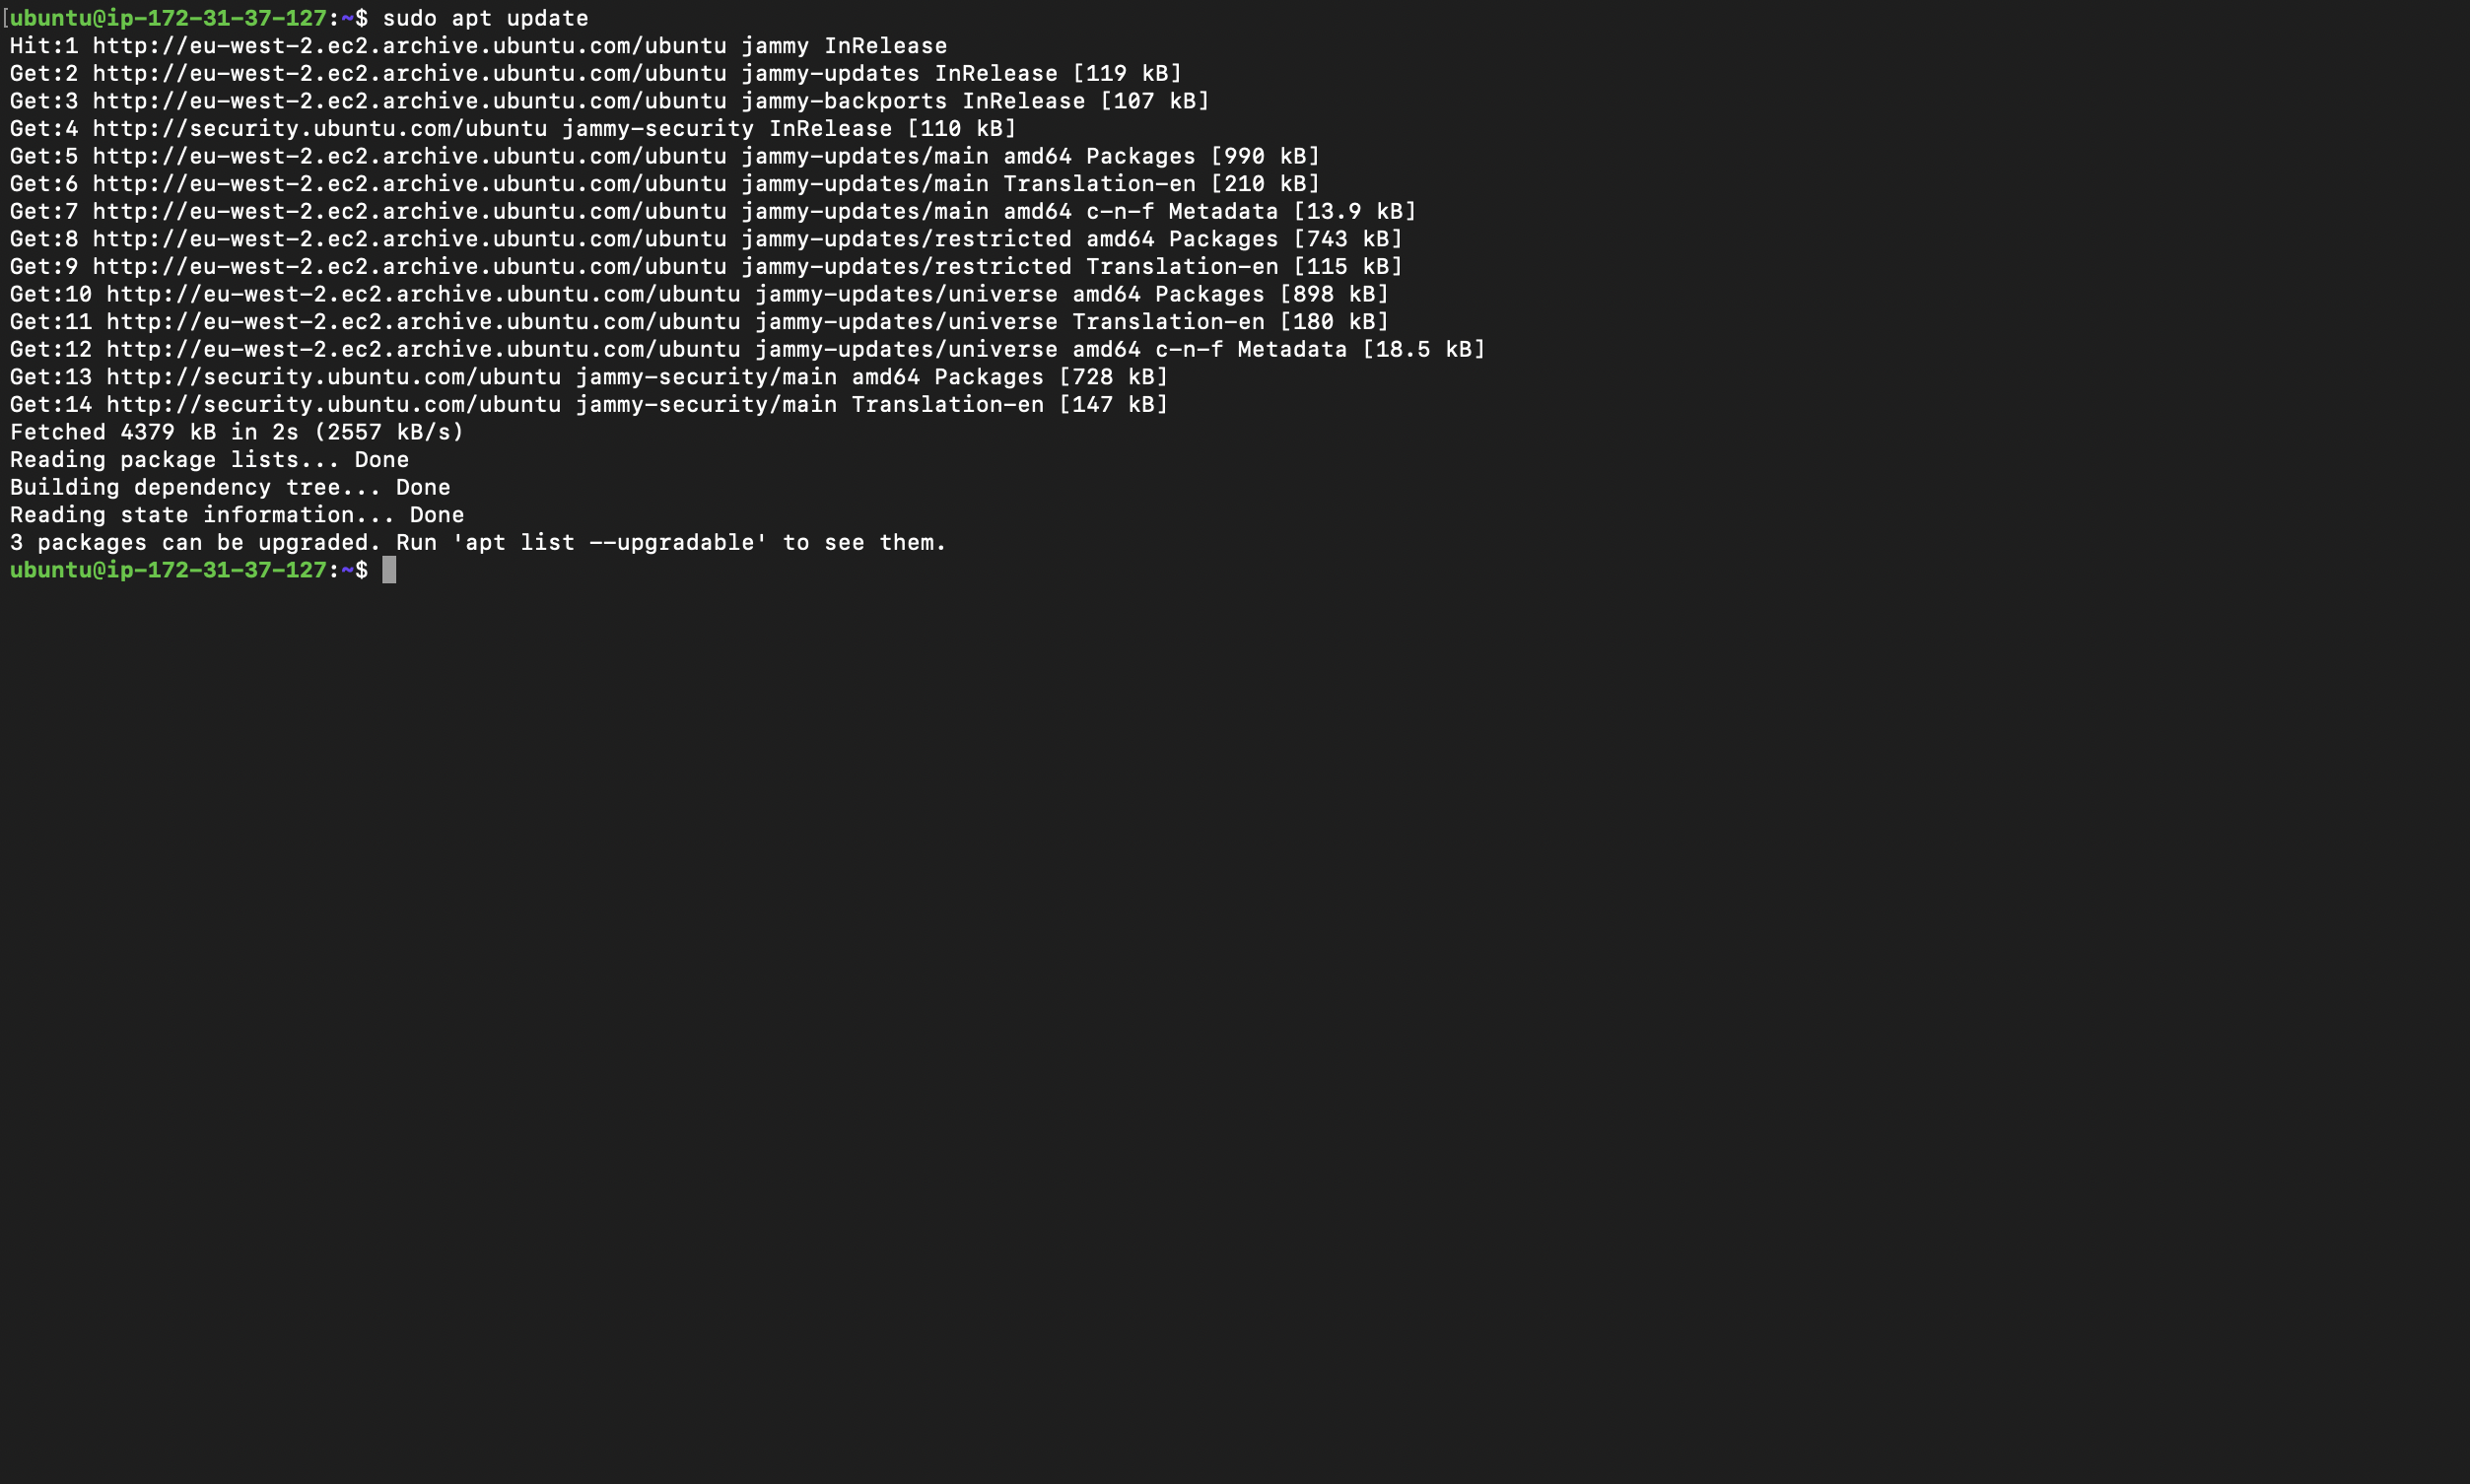 ubuntu@ip-172-31-37-127:~$ sudo apt update
Hit:1 http://eu-west-2.ec2.archive.ubuntu.com/ubuntu jammy InRelease
Get:2 http://eu-west-2.ec2.archive.ubuntu.com/ubuntu jammy-updates InRelease [119 kB]
Get:3 http://eu-west-2.ec2.archive.ubuntu.com/ubuntu jammy-backports InRelease [107 kB]
Get:4 http://security.ubuntu.com/ubuntu jammy-security InRelease [110 kB]
Get:5 http://eu-west-2.ec2.archive.ubuntu.com/ubuntu jammy-updates/main amd64 Packages [990 kB]
Get:6 http://eu-west-2.ec2.archive.ubuntu.com/ubuntu jammy-updates/main Translation-en [210 kB]
Get:7 http://eu-west-2.ec2.archive.ubuntu.com/ubuntu jammy-updates/main amd64 c-n-f Metadata [13.9 kB]
Get:8 http://eu-west-2.ec2.archive.ubuntu.com/ubuntu jammy-updates/restricted amd64 Packages [743 kB]
Get:9 http://eu-west-2.ec2.archive.ubuntu.com/ubuntu jammy-updates/restricted Translation-en [115 kB]
Get:10 http://eu-west-2.ec2.archive.ubuntu.com/ubuntu jammy-updates/universe amd64 Packages [898 kB]
Get:11 http://eu-west-2.ec2.archive.ubuntu.com/ubuntu jammy-updates/universe Translation-en [180 kB]
Get:12 http://eu-west-2.ec2.archive.ubuntu.com/ubuntu jammy-updates/universe amd64 c-n-f Metadata [18.5 kB]
Get:13 http://security.ubuntu.com/ubuntu jammy-security/main amd64 Packages [728 kB]
Get:14 http://security.ubuntu.com/ubuntu jammy-security/main Translation-en [147 kB]
Fetched 4379 kB in 2s (2557 kB/s)
Reading package lists... Done
Building dependency tree... Done
Reading state information... Done
3 packages can be upgraded. Run 'apt list --upgradable' to see them.
ubuntu@ip-172-31-37-127:~$